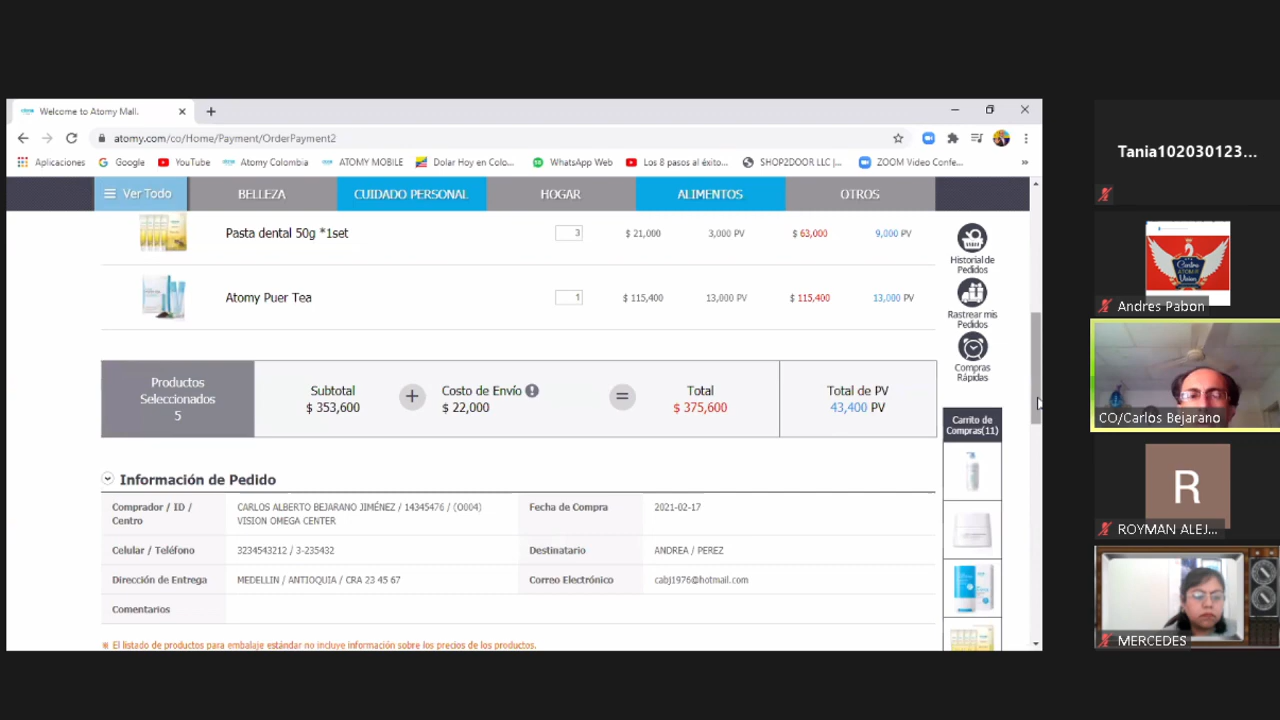 Welcome to Atomy Mall.
atomy.com/co/Home/Payment/OrderPayment2
Aplicaciones Google YouTube Atomy Colombia ATOMY MOBILE Dolar Hoy en Colo... WhatsApp Web Los 8 pasos al éxito... SHOP2DOOR LLC |... ZOOM Video Confe... »
Ver Todo BELLEZA CUIDADO PERSONAL HOGAR ALIMENTOS OTROS
Pasta dental 50g *1set 3 $ 21,000 3,000 PV $ 63,000 9,000 PV
Atomy Puer Tea 1 $ 115,400 13,000 PV $ 115,400 13,000 PV
Historial de
Pedidos
Rastrear mis
Pedidos
Compras
Rápidas
Productos
Seleccionados
5
Subtotal
$ 353,600
+
Costo de Envío
$ 22,000
=
Total
$ 375,600
Total de PV
43,400 PV
Carrito de
Compras(11)
Información de Pedido
Comprador / ID /
Centro
CARLOS ALBERTO BEJARANO JIMÉNEZ / 14345476 / (O004)
VISION OMEGA CENTER
Fecha de Compra 2021-02-17
Celular / Teléfono 3234543212 / 3-235432 Destinatario ANDREA / PEREZ
Dirección de Entrega MEDELLIN / ANTIOQUIA / CRA 23 45 67 Correo Electrónico cabj1976@hotmail.com
Comentarios
※ El listado de productos para embalaje estándar no incluye información sobre los precios de los productos.
Tania102030123...
Centro
ATOMY
Vision
Andres Pabon
CO/Carlos Bejarano
R
ROYMAN ALEJ...
MERCEDES